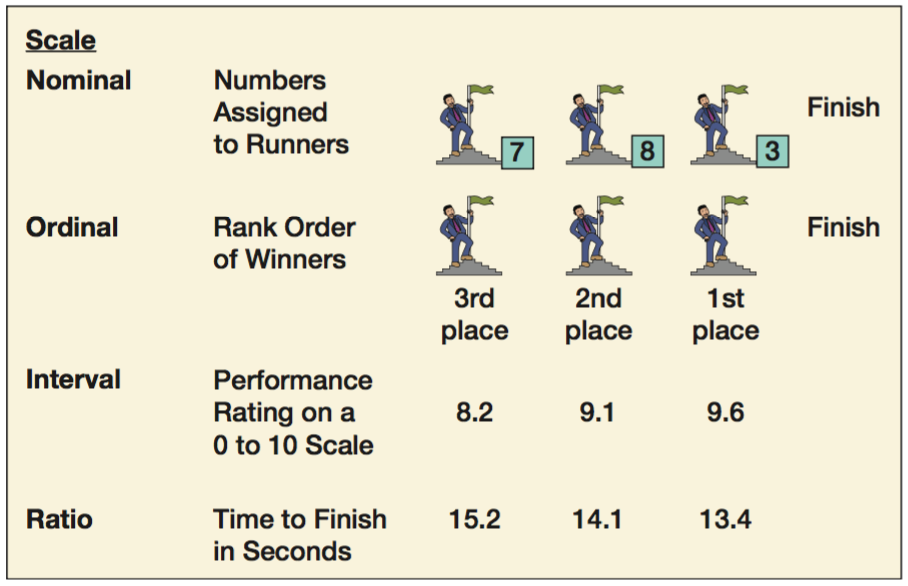 Scale
Nominal Numbers
Assigned
to Runners
7 8 3 Finish
Ordinal Rank Order
of Winners
Finish
3rd place 2nd place 1st place
Interval Performance
Rating on a 8.2 9.1 9.6
0 to 10 Scale
Ratio Time to Finish 15.2 14.1 13.4
in Seconds